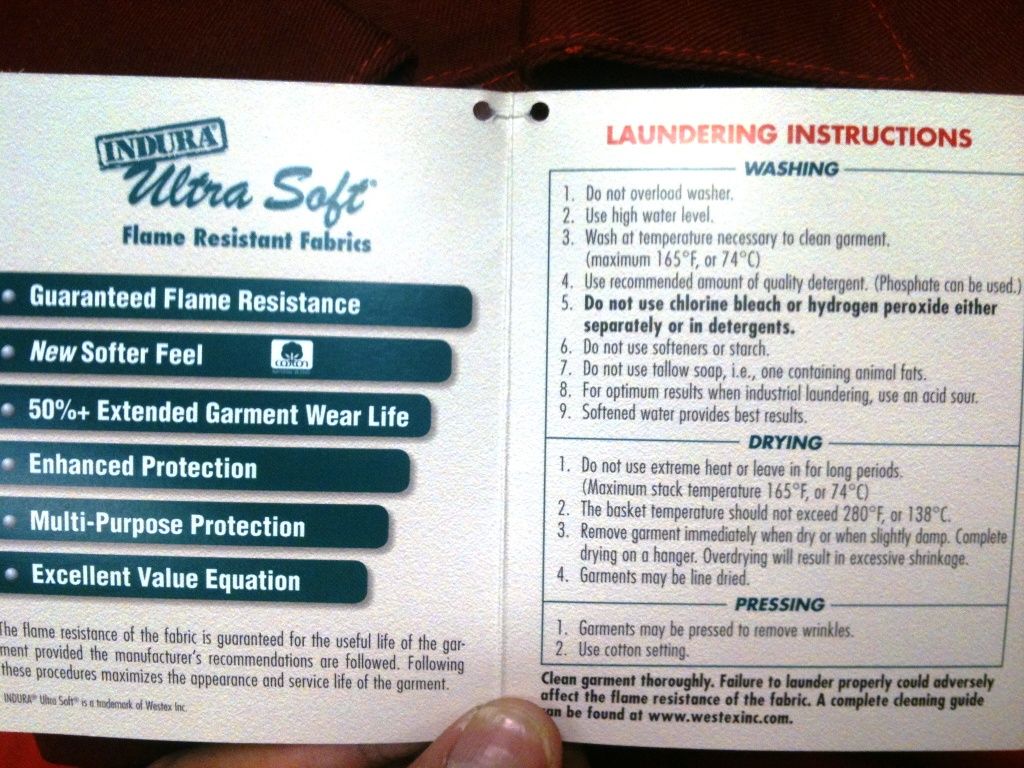 INDURA®
Ultra Soft®
Flame Resistant Fabrics
• Guaranteed Flame Resistance
• New Softer Feel
• 50%+ Extended Garment Wear Life
• Enhanced Protection
• Multi-Purpose Protection
• Excellent Value Equation
The flame resistance of the fabric is guaranteed for the useful life of the gar-
ment provided the manufacturer's recommendations are followed. Following
these procedures maximizes the appearance and service life of the garment.
INDURA® Ultra Soft® is a trademark of Westex Inc.
LAUNDERING INSTRUCTIONS
WASHING
1. Do not overload washer.
2. Use high water level.
3. Wash at temperature necessary to clean garment.
(maximum 165°F, or 74°C)
4. Use recommended amount of quality detergent. (Phosphate can be used.)
5. Do not use chlorine bleach or hydrogen peroxide either
separately or in detergents.
6. Do not use softeners or starch.
7. Do not use tallow soap, i.e., one containing animal fats.
8. For optimum results when industrial laundering, use an acid sour.
9. Softened water provides best results.
DRYING
1. Do not use extreme heat or leave in for long periods.
(Maximum stack temperature 165°F, or 74°C)
2. The basket temperature should not exceed 280°F, or 138°C.
3. Remove garment immediately when dry or when slightly damp. Complete
drying on a hanger. Overdrying will result in excessive shrinkage.
4. Garments may be line dried.
PRESSING
1. Garments may be pressed to remove wrinkles.
2. Use cotton setting.
Clean garment thoroughly. Failure to launder properly could adversely
affect the flame resistance of the fabric. A complete cleaning guide
an be found at www.westexinc.com.